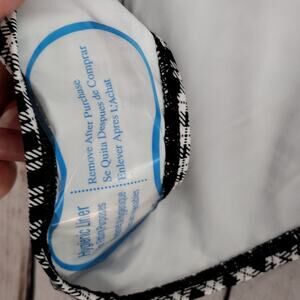 Remove After Purchase
Se Quita Despues de Comprar
Enlever Apres L'Achat
Hygienic Liner